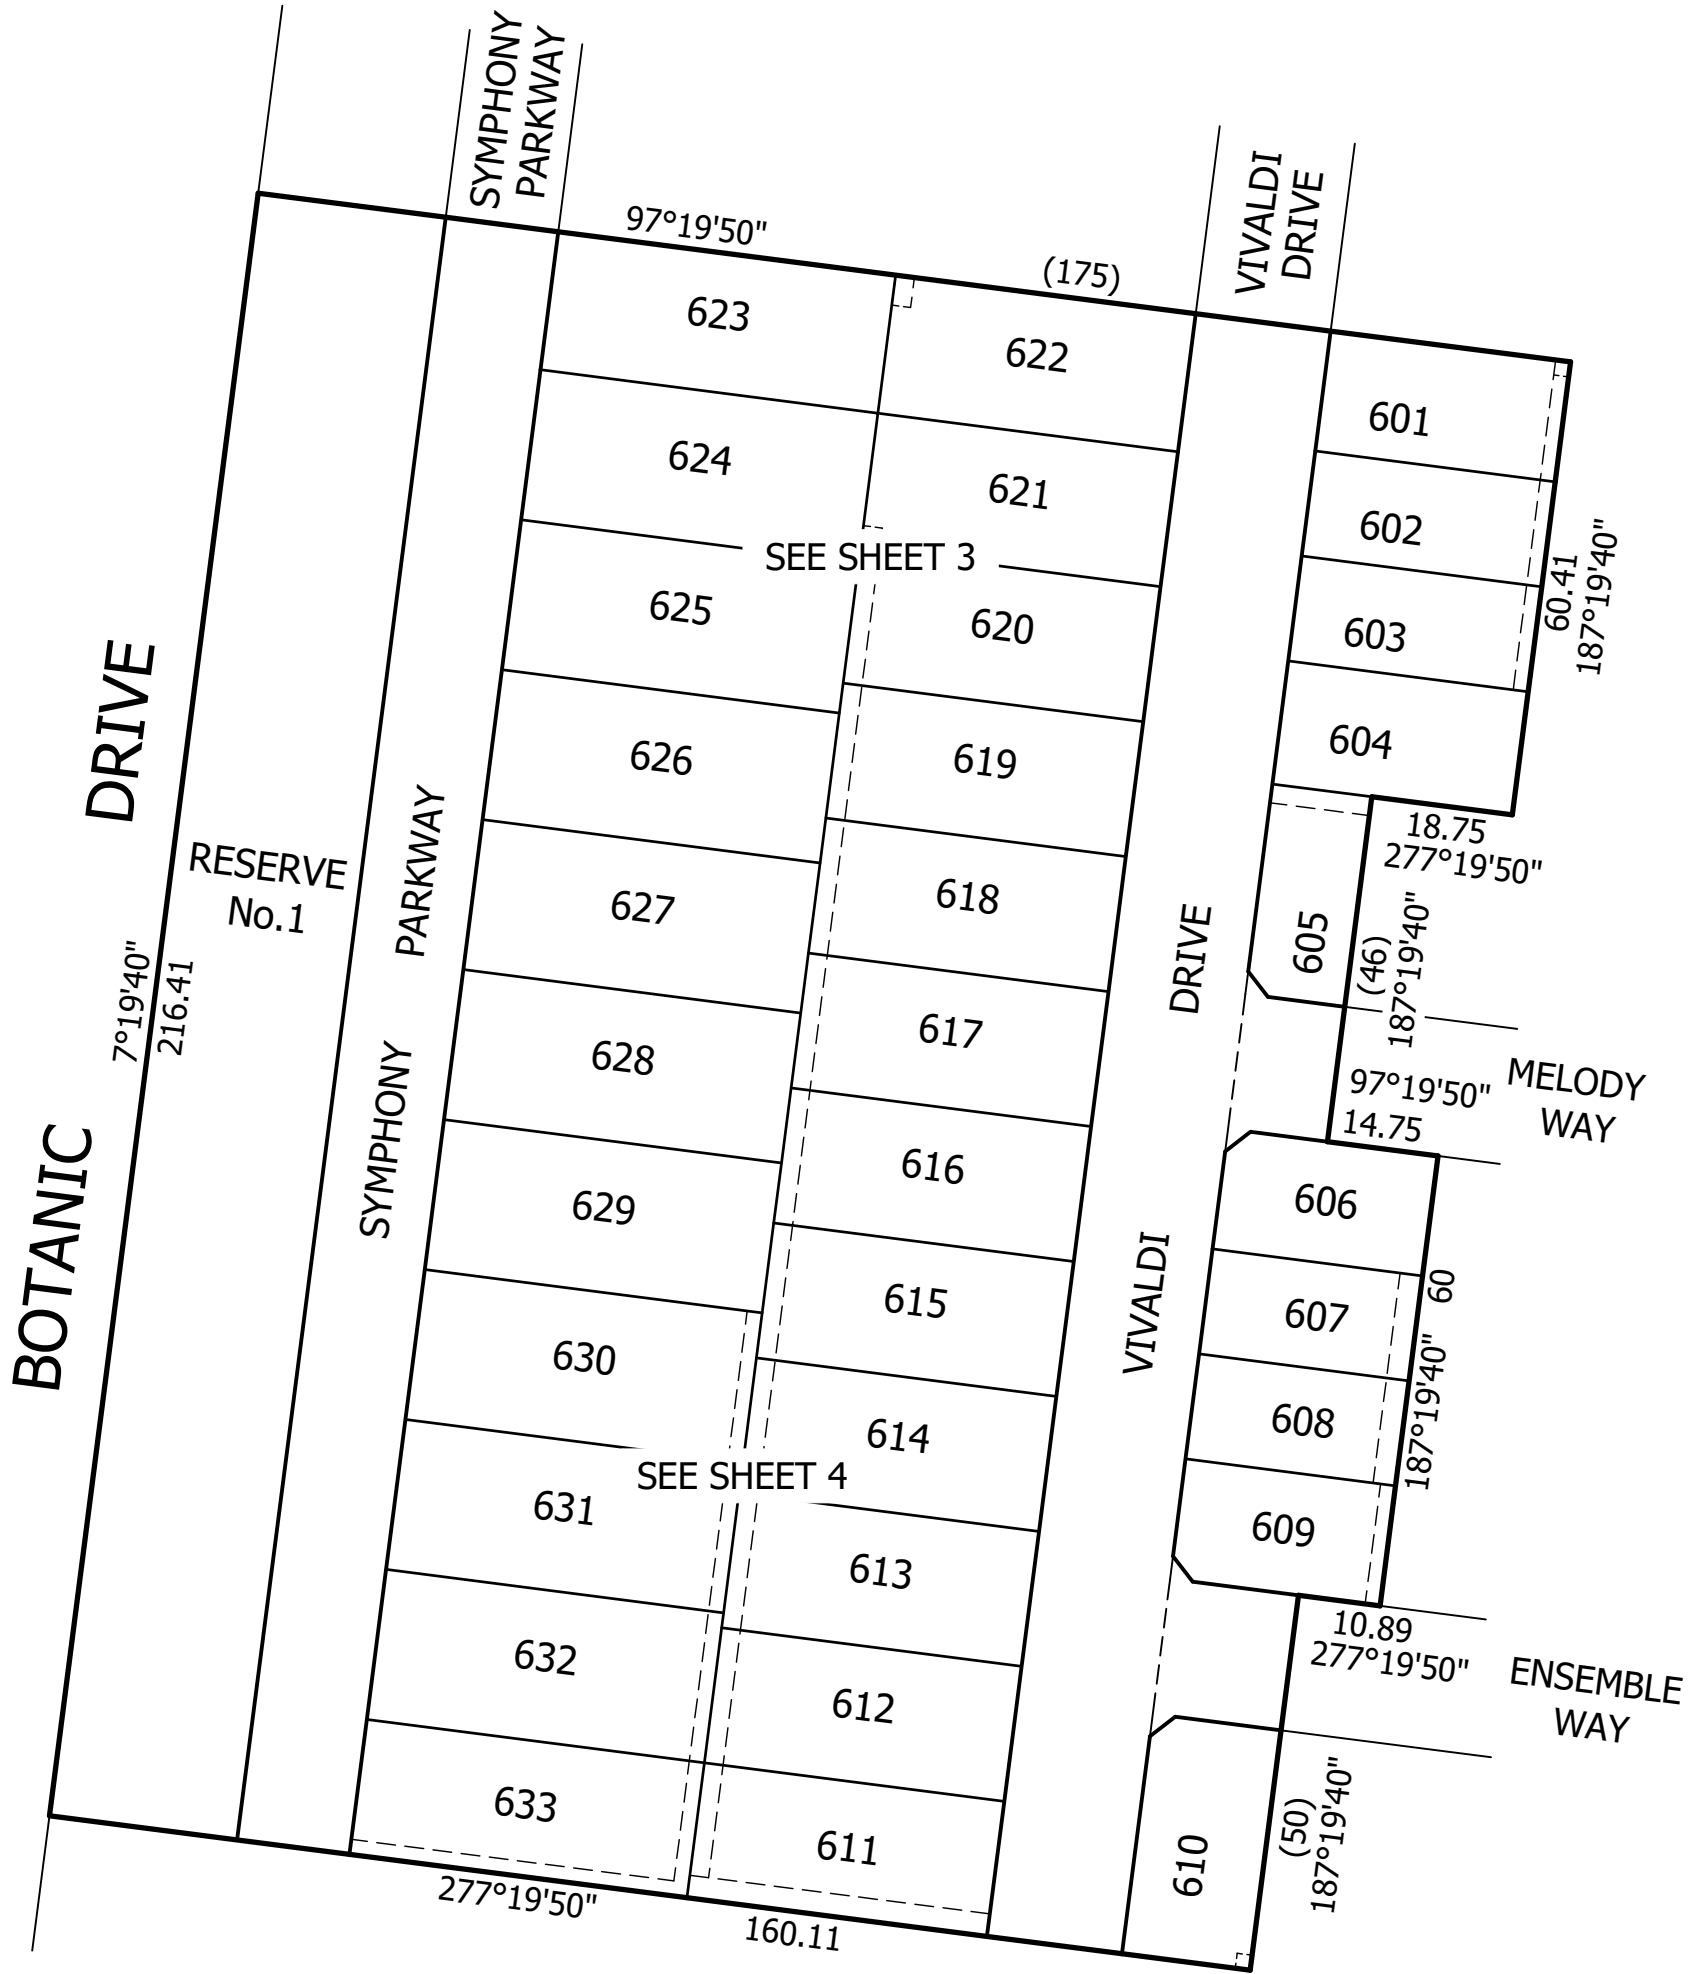 SYMPHONY
PARKWAY
VIVALDI
DRIVE
97°19'50"
(175)
623
622
601
624
621
602
SEE SHEET 3
60.41
187°19'40"
625
620
603
626
619
604
18.75
277°19'50"
DRIVE
BOTANIC
RESERVE
No.1
7°19'40"
216.41
PARKWAY
SYMPHONY
627
618
DRIVE
VIVALDI
605
(46)
187°19'40"
628
617
97°19'50"
14.75
MELODY
WAY
629
616
606
60
187°19'40"
615
607
630
614
608
SEE SHEET 4
631
613
609
10.89
277°19'50"
ENSEMBLE
WAY
632
612
633
611
610
(50)
187°19'40"
277°19'50"
160.11